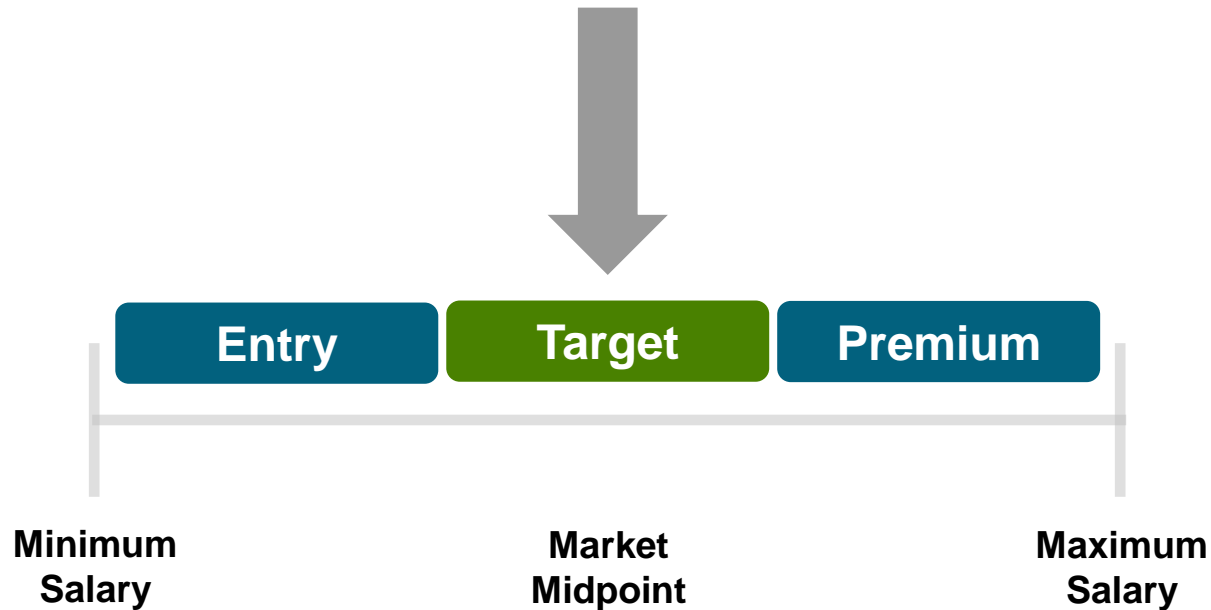 Entry
Target
Premium
Minimum
Salary
Market
Midpoint
Maximum
Salary